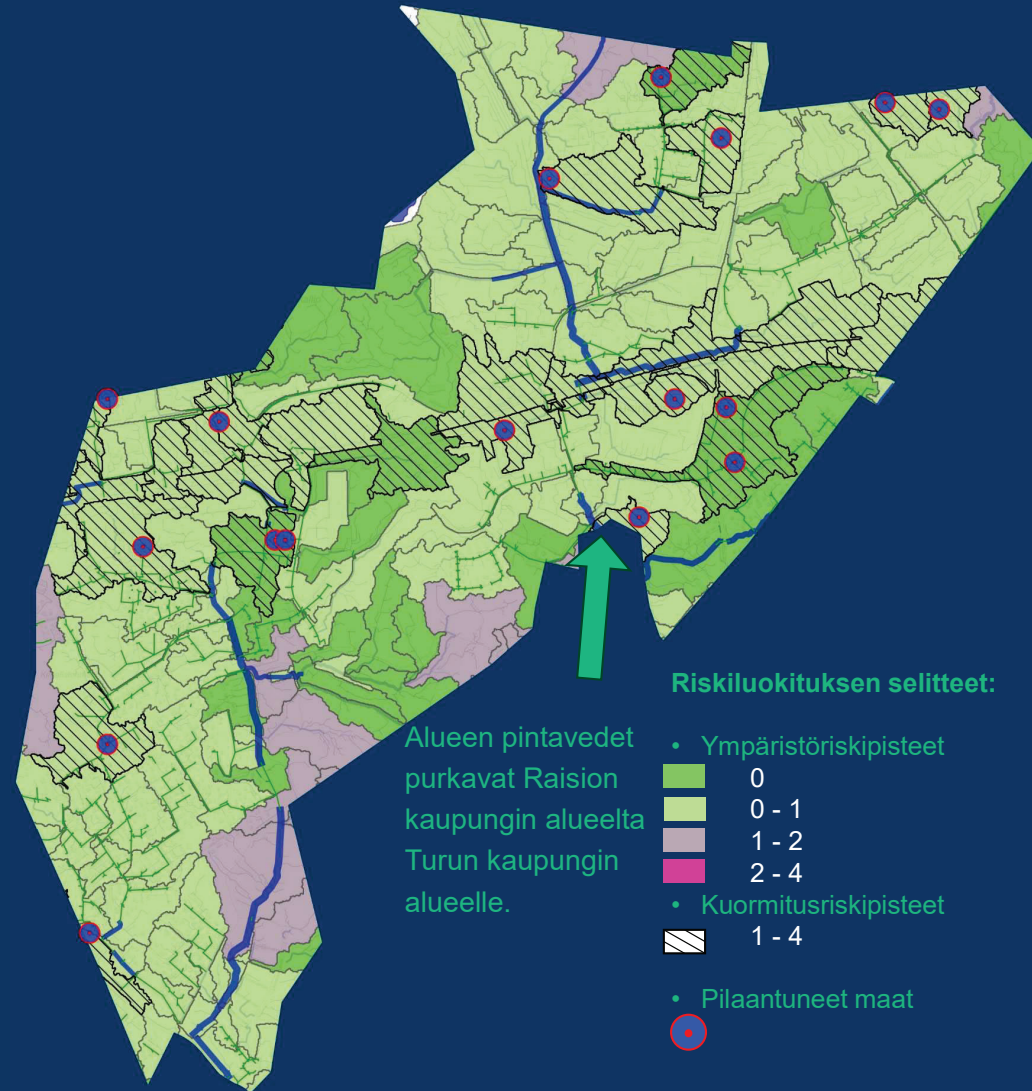 Alueen pintavedet
purkavat Raision
kaupungin alueelta
Turun kaupungin
alueelle.
Riskiluokituksen selitteet:
• Ympäristöriskipisteet
0
0 - 1
1 - 2
2 - 4
• Kuormitusriskipisteet
1 - 4
• Pilaantuneet maat